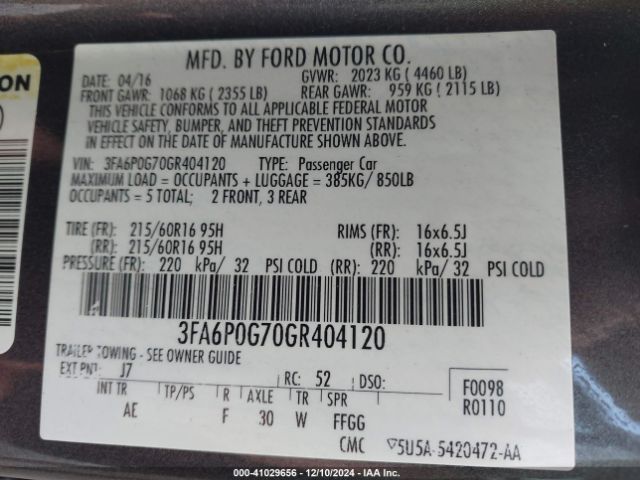 ON
MFD. BY FORD MOTOR CO.
DATE: 04/16 GVWR: 2023 KG ( 4460 LB)
FRONT GAWR: 1068 KG ( 2355 LB) REAR GAWR: 959 KG ( 2115 LB)
THIS VEHICLE CONFORMS TO ALL APPLICABLE FEDERAL MOTOR
VEHICLE SAFETY, BUMPER, AND THEFT PREVENTION STANDARDS
IN EFFECT ON THE DATE OF MANUFACTURE SHOWN ABOVE.
VIN: 3FA6P0G70GR404120 TYPE: Passenger Car
MAXIMUM LOAD = OCCUPANTS + LUGGAGE = 385KG/ 850LB
OCCUPANTS = 5 TOTAL; 2 FRONT, 3 REAR
TIRE (FR): 215/60R16 95H RIMS (FR): 16x6.5J
(RR): 215/60R16 95H (RR): 16x6.5J
PRESSURE (FR): 220 kPa/ 32 PSI COLD (RR): 220 kPa/ 32 PSI COLD
3FA6P0G70GR404120
TRAILER TOWING - SEE OWNER GUIDE
EXT PNT: J7 RC: 52 DSO: F0098
INT TR TP/PS R AXLE TR SPR R0110
AE F 30 W FFGG
CMC ▽5U5A-5420472-AA
000-41029656 - 12/10/2024 - IAA Inc.